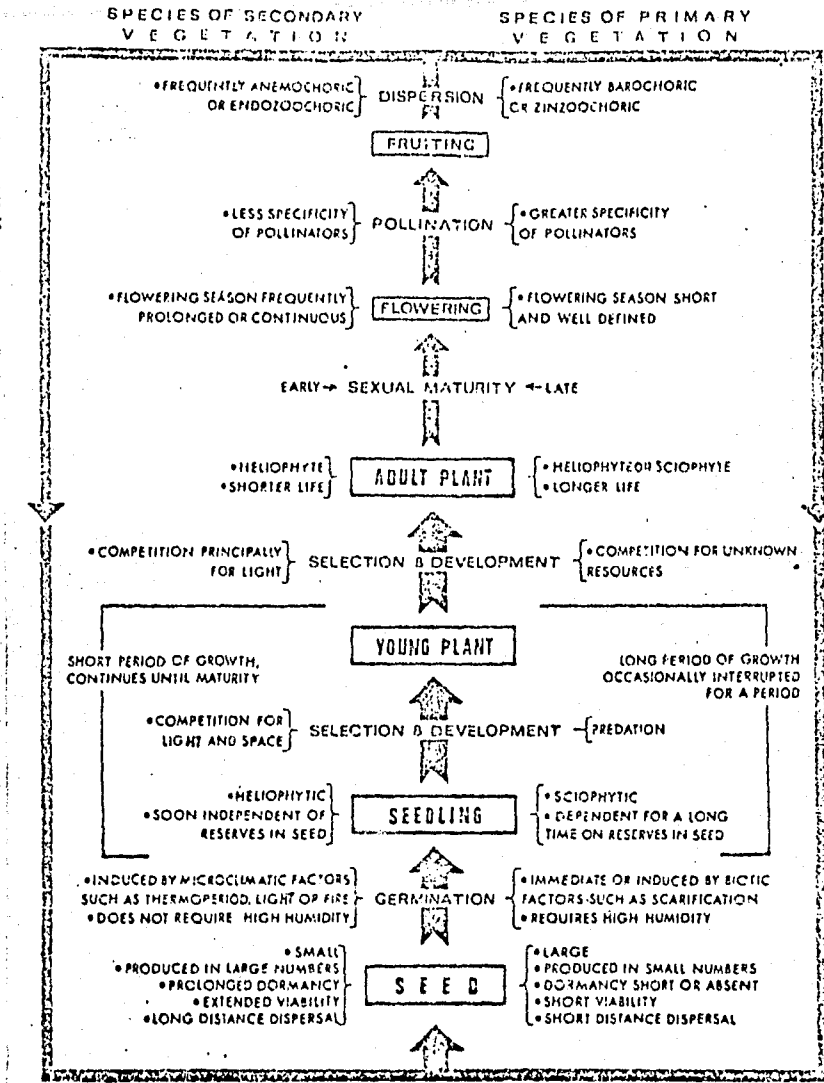 SPECIES OF SECONDARY
VEGETATION
SPECIES OF PRIMARY
VEGETATION
•FREQUENTLY ANEMOCHORIC
OR ENDOZOOCHORIC
DISPERSION
•FREQUENTLY BAROCHORIC
OR ZINZOOCHORIC
FRUITING
•LESS SPECIFICITY
OF POLLINATORS
POLLINATION
•GREATER SPECIFICITY
OF POLLINATORS
•FLOWERING SEASON FREQUENTLY
PROLONGED OR CONTINUOUS
FLOWERING
•FLOWERING SEASON SHORT
AND WELL DEFINED
EARLY→ SEXUAL MATURITY ←LATE
•HELIOPHYTE
•SHORTER LIFE
ADULT PLANT
•HELIOPHYTE OR SCIOPHYTE
•LONGER LIFE
•COMPETITION PRINCIPALLY
FOR LIGHT
SELECTION & DEVELOPMENT
•COMPETITION FOR UNKNOWN
RESOURCES
YOUNG PLANT
SHORT PERIOD OF GROWTH,
CONTINUES UNTIL MATURITY
LONG PERIOD OF GROWTH
OCCASIONALLY INTERRUPTED
FOR A PERIOD
•COMPETITION FOR
LIGHT AND SPACE
SELECTION & DEVELOPMENT
PREDATION
•HELIOPHYTIC
•SOON INDEPENDENT OF
RESERVES IN SEED
SEEDLING
•SCIOPHYTIC
•DEPENDENT FOR A LONG
TIME ON RESERVES IN SEED
•INDUCED BY MICROCLIMATIC FACTORS
SUCH AS THERMOPERIOD, LIGHT OR FIRE
•DOES NOT REQUIRE HIGH HUMIDITY
GERMINATION
•IMMEDIATE OR INDUCED BY BIOTIC
FACTORS SUCH AS SCARIFICATION
•REQUIRES HIGH HUMIDITY
•SMALL
•PRODUCED IN LARGE NUMBERS
•PROLONGED DORMANCY
•EXTENDED VIABILITY
•LONG DISTANCE DISPERSAL
SEED
•LARGE
•PRODUCED IN SMALL NUMBERS
•DORMANCY SHORT OR ABSENT
•SHORT VIABILITY
•SHORT DISTANCE DISPERSAL